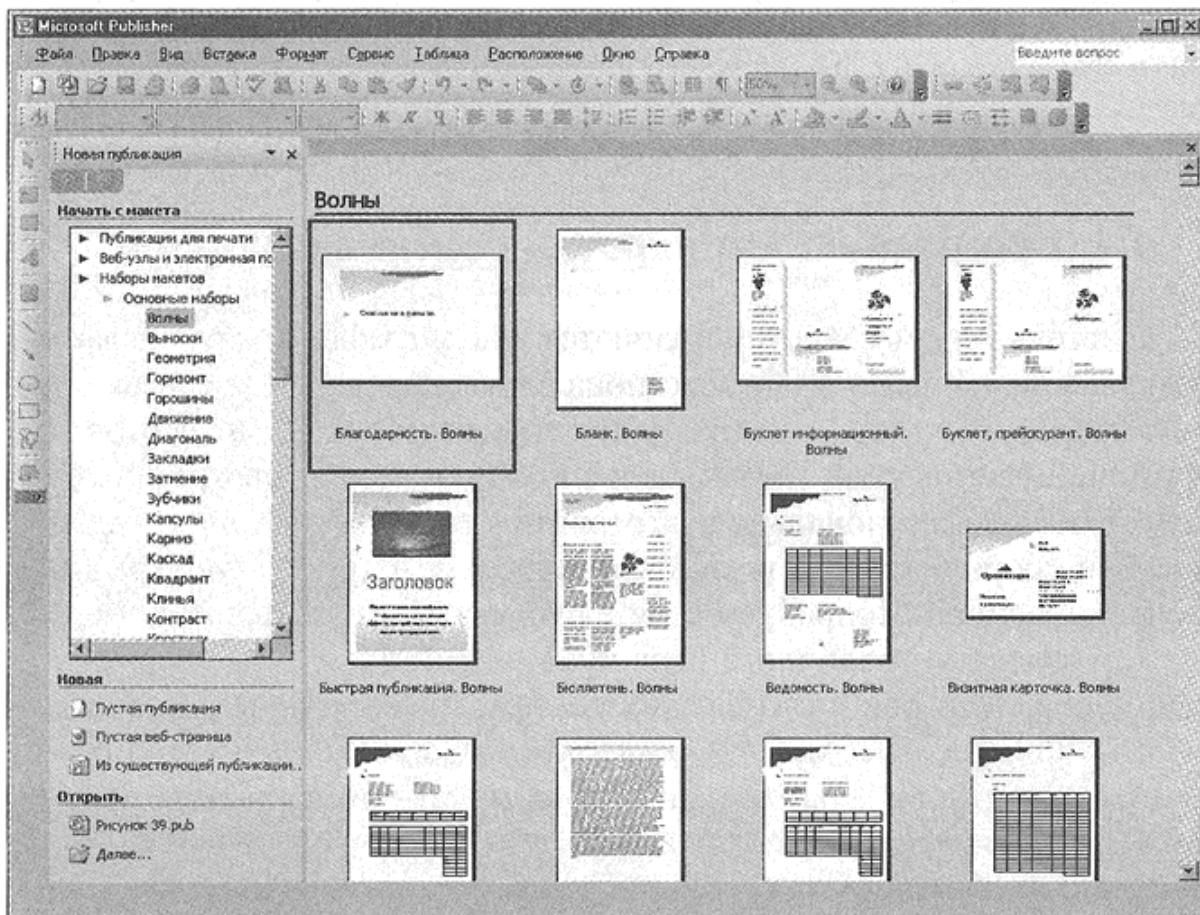 Microsoft Publisher
Файл Правка Вид Вставка Формат Сервис Таблица Расположение Окно Справка Введите вопрос
50%
Ж К Ч
Новая публикация
Начать с макета
Публикации для печати
Веб-узлы и электронная по
Наборы макетов
Основные наборы
Волны
Выноски
Геометрия
Горизонт
Горошины
Движение
Диагональ
Закладки
Затмение
Зубчики
Капсулы
Карниз
Каскад
Квадрант
Клинья
Контраст
Новая
Пустая публикация
Пустая веб-страница
Из существующей публикации...
Открыть
Рисунок 39.pub
Далее...
Волны
Благодарность. Волны
Бланк. Волны
Буклет информационный. Волны
Буклет, прейскурант. Волны
Заголовок
Быстрая публикация. Волны
Бюллетень. Волны
Ведомость. Волны
Организация
Визитная карточка. Волны